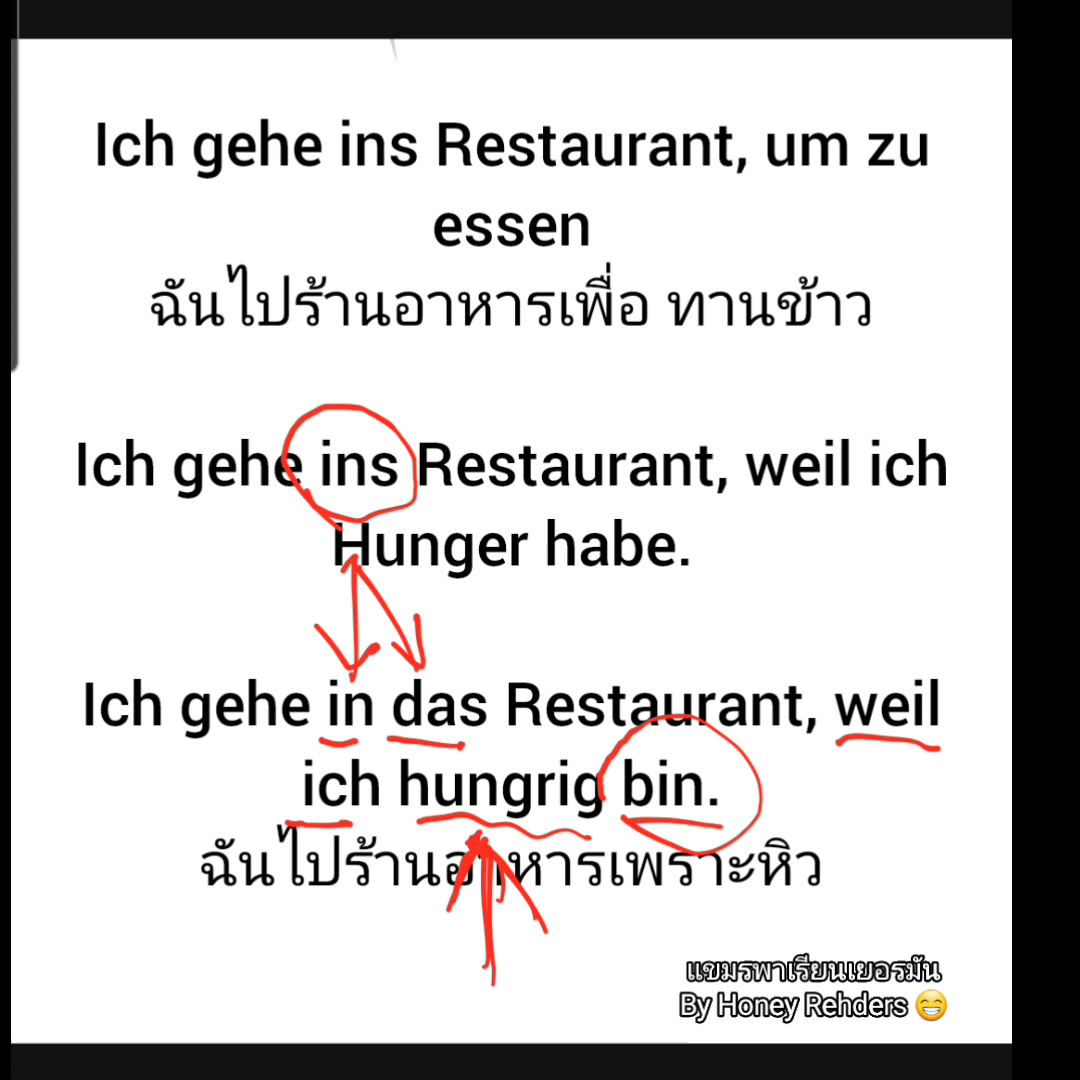 Ich gehe ins Restaurant, um zu
essen
ฉันไปร้านอาหารเพื่อ ทานข้าว
Ich gehe ins Restaurant, weil ich
Hunger habe.
Ich gehe in das Restaurant, weil
ich hungrig bin.
ฉันไปร้านอาหารเพราะหิว
แขมรพาเรียนเยอรมัน
By Honey Rehders 😁